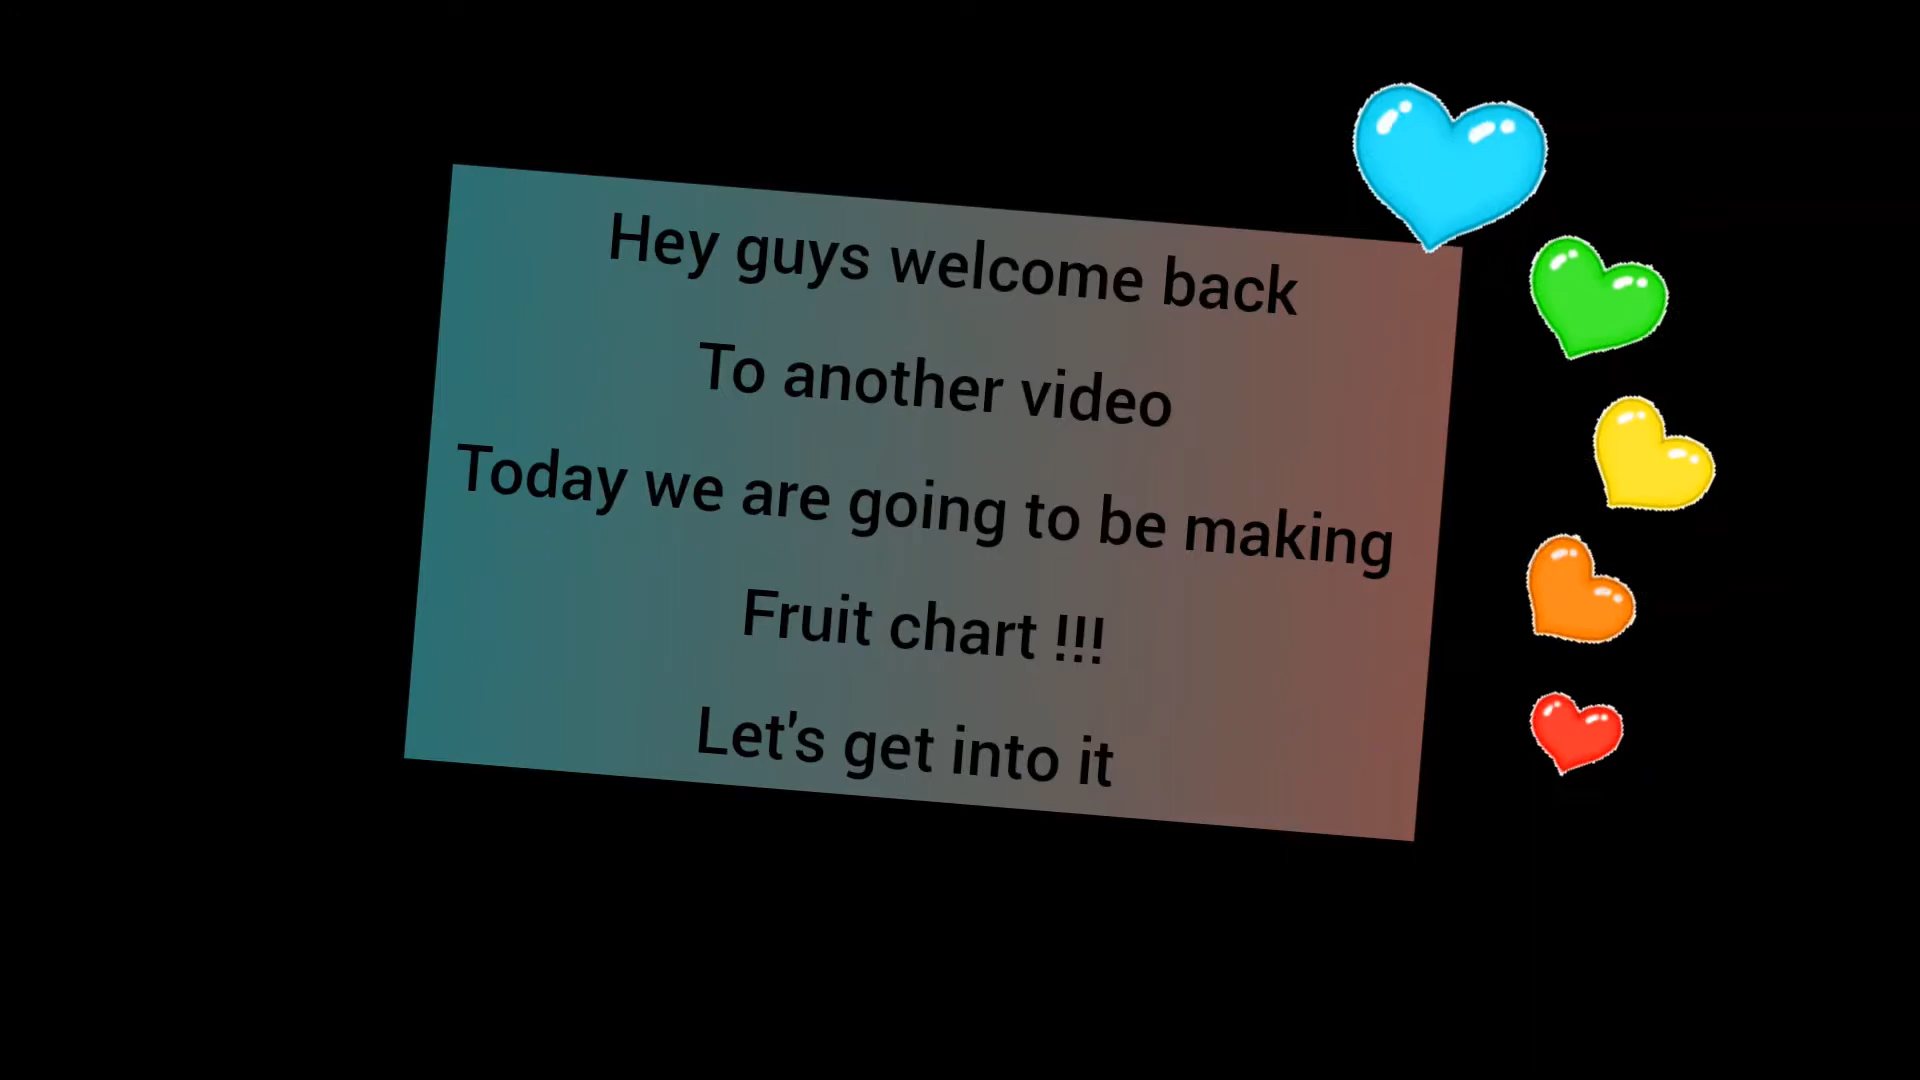 Hey guys welcome back
To another video
Today we are going to be making
Fruit chart !!!
Let's get into it